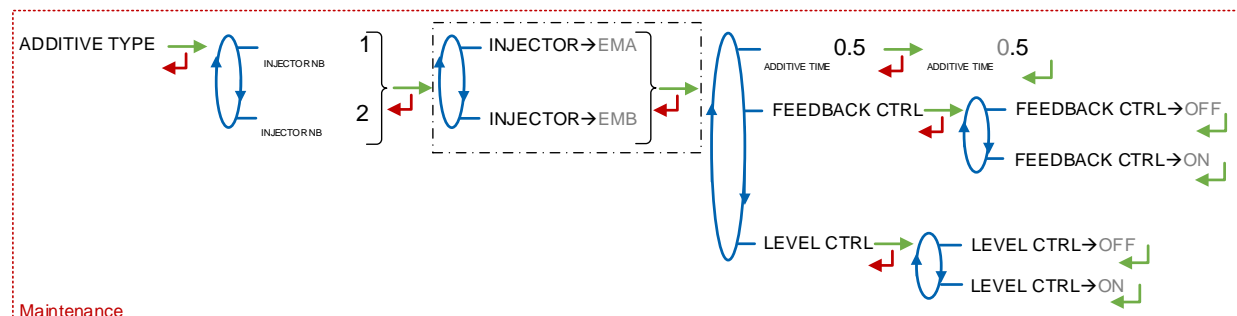 ADDITIVE TYPE
INJECTOR NB 1
INJECTOR NB 2
INJECTOR→EMA
INJECTOR→EMB
ADDITIVE TIME 0.5
ADDITIVE TIME 0.5
FEEDBACK CTRL
FEEDBACK CTRL→OFF
FEEDBACK CTRL→ON
LEVEL CTRL
LEVEL CTRL→OFF
LEVEL CTRL→ON
Maintenance